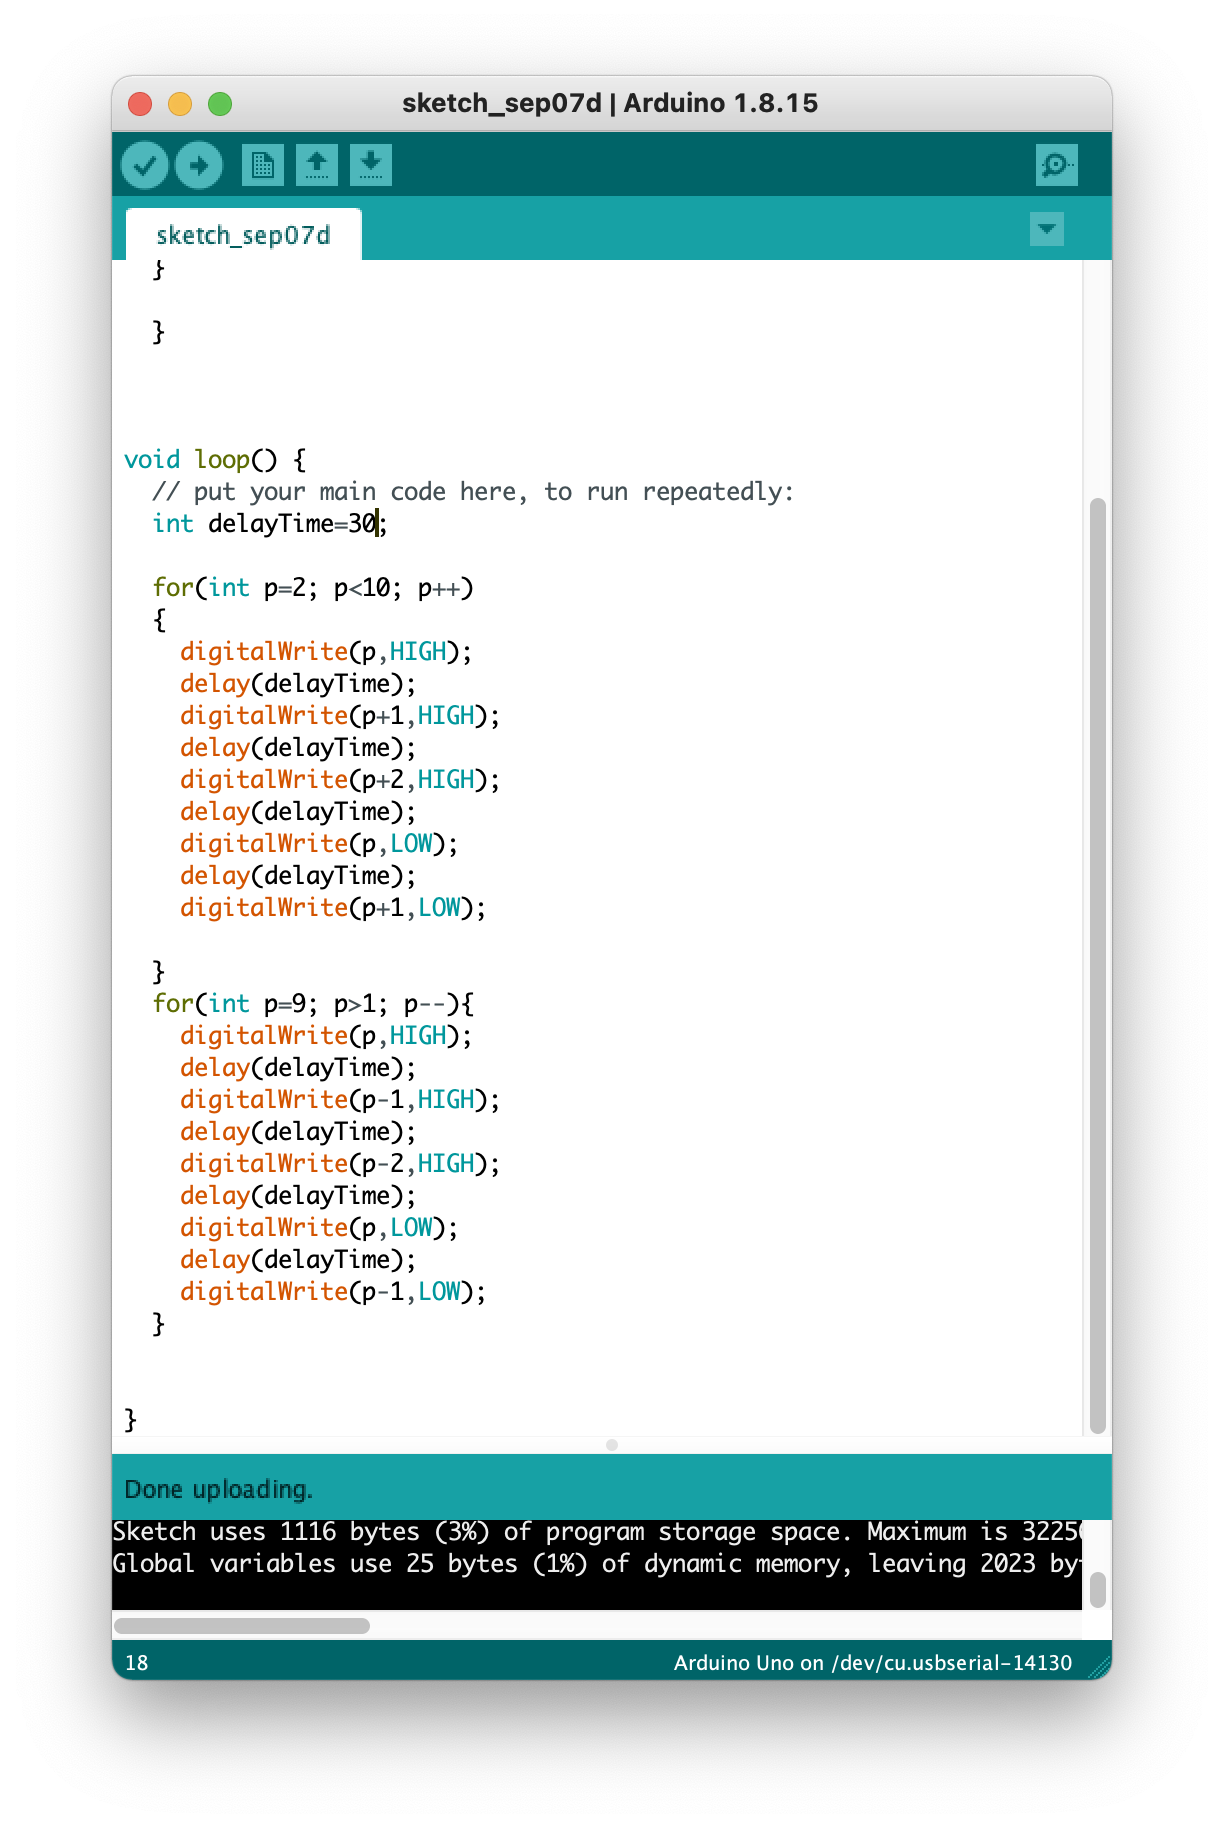 sketch_sep07d | Arduino 1.8.15
sketch_sep07d
}
}
void loop() {
// put your main code here, to run repeatedly:
int delayTime=30;
for(int p=2; p<10; p++)
{
digitalWrite(p,HIGH);
delay(delayTime);
digitalWrite(p+1,HIGH);
delay(delayTime);
digitalWrite(p+2,HIGH);
delay(delayTime);
digitalWrite(p,LOW);
delay(delayTime);
digitalWrite(p+1,LOW);
}
for(int p=9; p>1; p--){
digitalWrite(p,HIGH);
delay(delayTime);
digitalWrite(p-1,HIGH);
delay(delayTime);
digitalWrite(p-2,HIGH);
delay(delayTime);
digitalWrite(p,LOW);
delay(delayTime);
digitalWrite(p-1,LOW);
}
}
Done uploading.
Sketch uses 1116 bytes (3%) of program storage space. Maximum is
Global variables use 25 bytes (1%) of dynamic memory, leaving 2023
18
Arduino Uno on /dev/cu.usbserial-14130